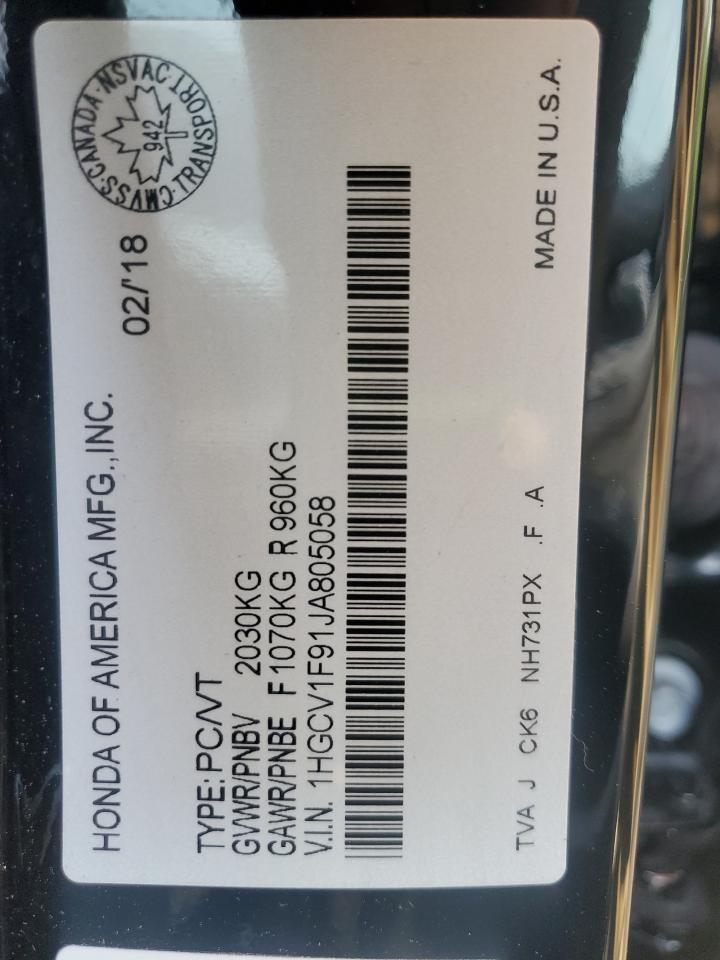 HONDA OF AMERICA MFG.,INC. 02/'18
CMVSS·CANADA·NSVAC·TRANSPORT
942
TYPE: PC/VT
GVWR/PNBV 2030KG
GAWR/PNBE F 1070KG R 960KG
V.I.N. 1HGCV1F91JA805058
TVA J CK6 NH731PX .F .A MADE IN U.S.A.